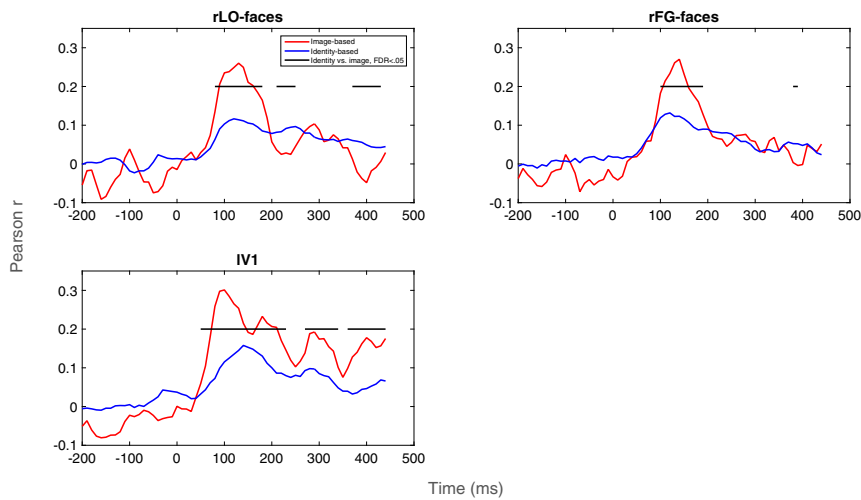 rLO-faces
Image-based
Identity-based
Identity vs. image, FDR<.05
0.3
0.2
0.1
0
-0.1
-200 -100 0 100 200 300 400 500
rFG-faces
0.3
0.2
0.1
0
-0.1
-200 -100 0 100 200 300 400 500
Pearson r
lV1
0.3
0.2
0.1
0
-0.1
-200 -100 0 100 200 300 400 500
Time (ms)